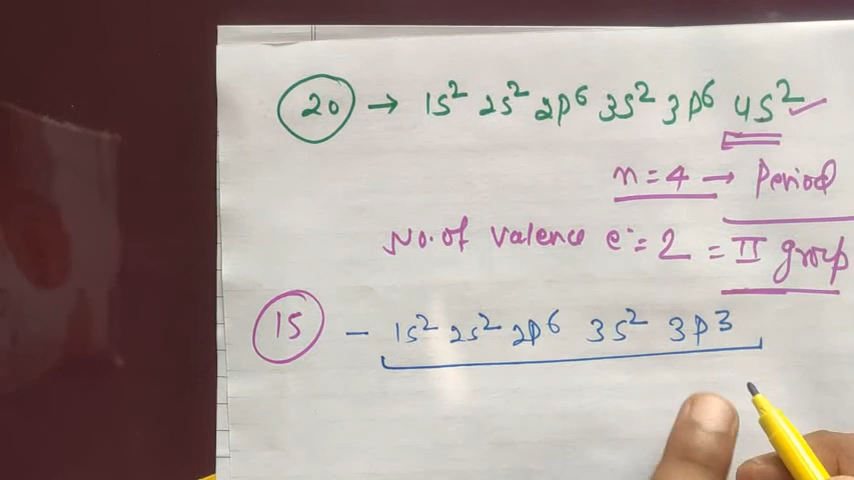 20 → 1s² 2s² 2p⁶ 3s² 3p⁶ 4s² ✓
n = 4 → Period
No. of valence e⁻ = 2 = II group
15 - 1s² 2s² 2p⁶ 3s² 3p³